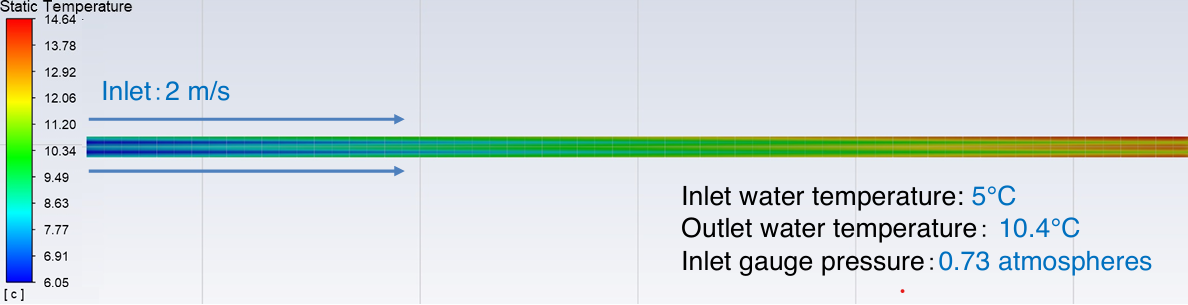 Static Temperature
14.64
13.78
12.92
12.06
11.20
10.34
9.49
8.63
7.77
6.91
6.05
[ c ]
Inlet：2 m/s
Inlet water temperature: 5°C
Outlet water temperature： 10.4°C
Inlet gauge pressure：0.73 atmospheres